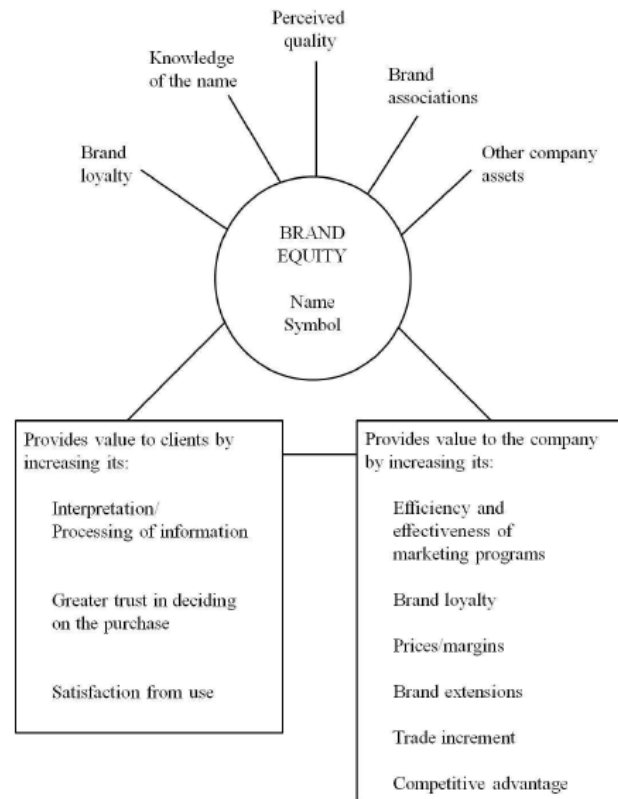 Perceived
quality
Knowledge
of the name
Brand
associations
Brand
loyalty
Other company
assets
BRAND
EQUITY
Name
Symbol
Provides value to clients by
increasing its:
Interpretation/
Processing of information
Greater trust in deciding
on the purchase
Satisfaction from use
Provides value to the company
by increasing its:
Efficiency and
effectiveness of
marketing programs
Brand loyalty
Prices/margins
Brand extensions
Trade increment
Competitive advantage